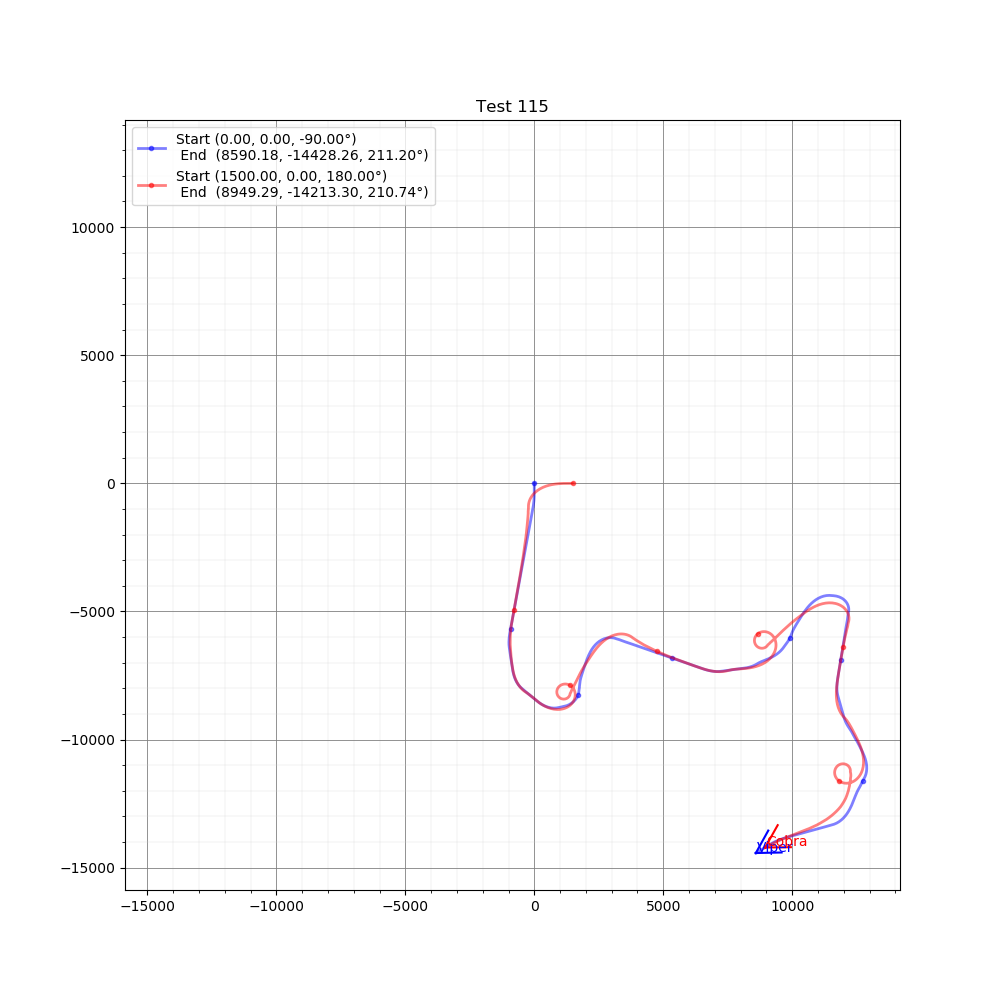 Test 115
Start (0.00, 0.00, -90.00°)
End (8590.18, -14428.26, 211.20°)
Start (1500.00, 0.00, 180.00°)
End (8949.29, -14213.30, 210.74°)
10000
5000
0
−5000
−10000
−15000
Cobra
Viper
−15000
−10000
−5000
0
5000
10000